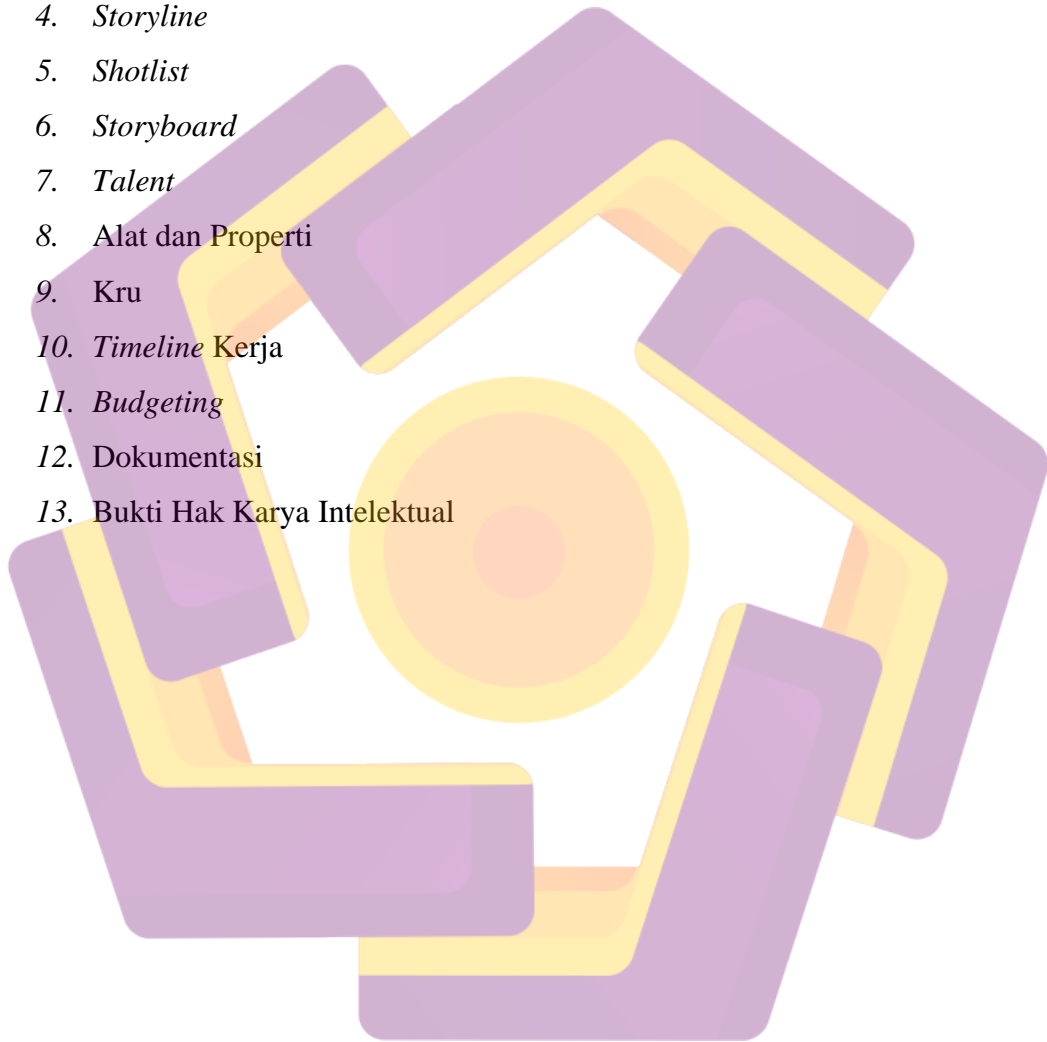 4. Storyline
5. Shotlist
6. Storyboard
7. Talent
8. Alat dan Properti
9. Kru
10. Timeline Kerja
11. Budgeting
12. Dokumentasi
13. Bukti Hak Karya Intelektual